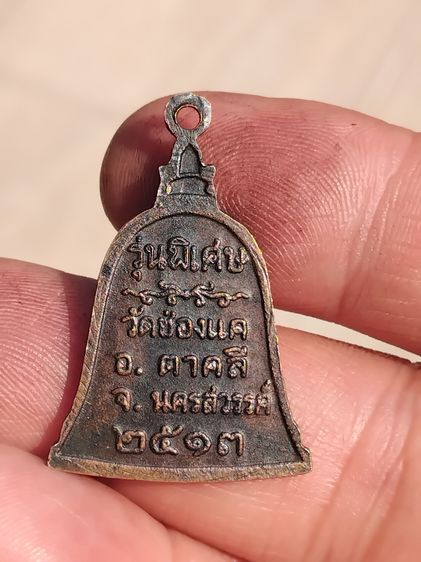 รุ่นพิเศษ
วัดช่องแค
อ. ตาคลี
จ. นครสวรรค์
๒๕๑๓